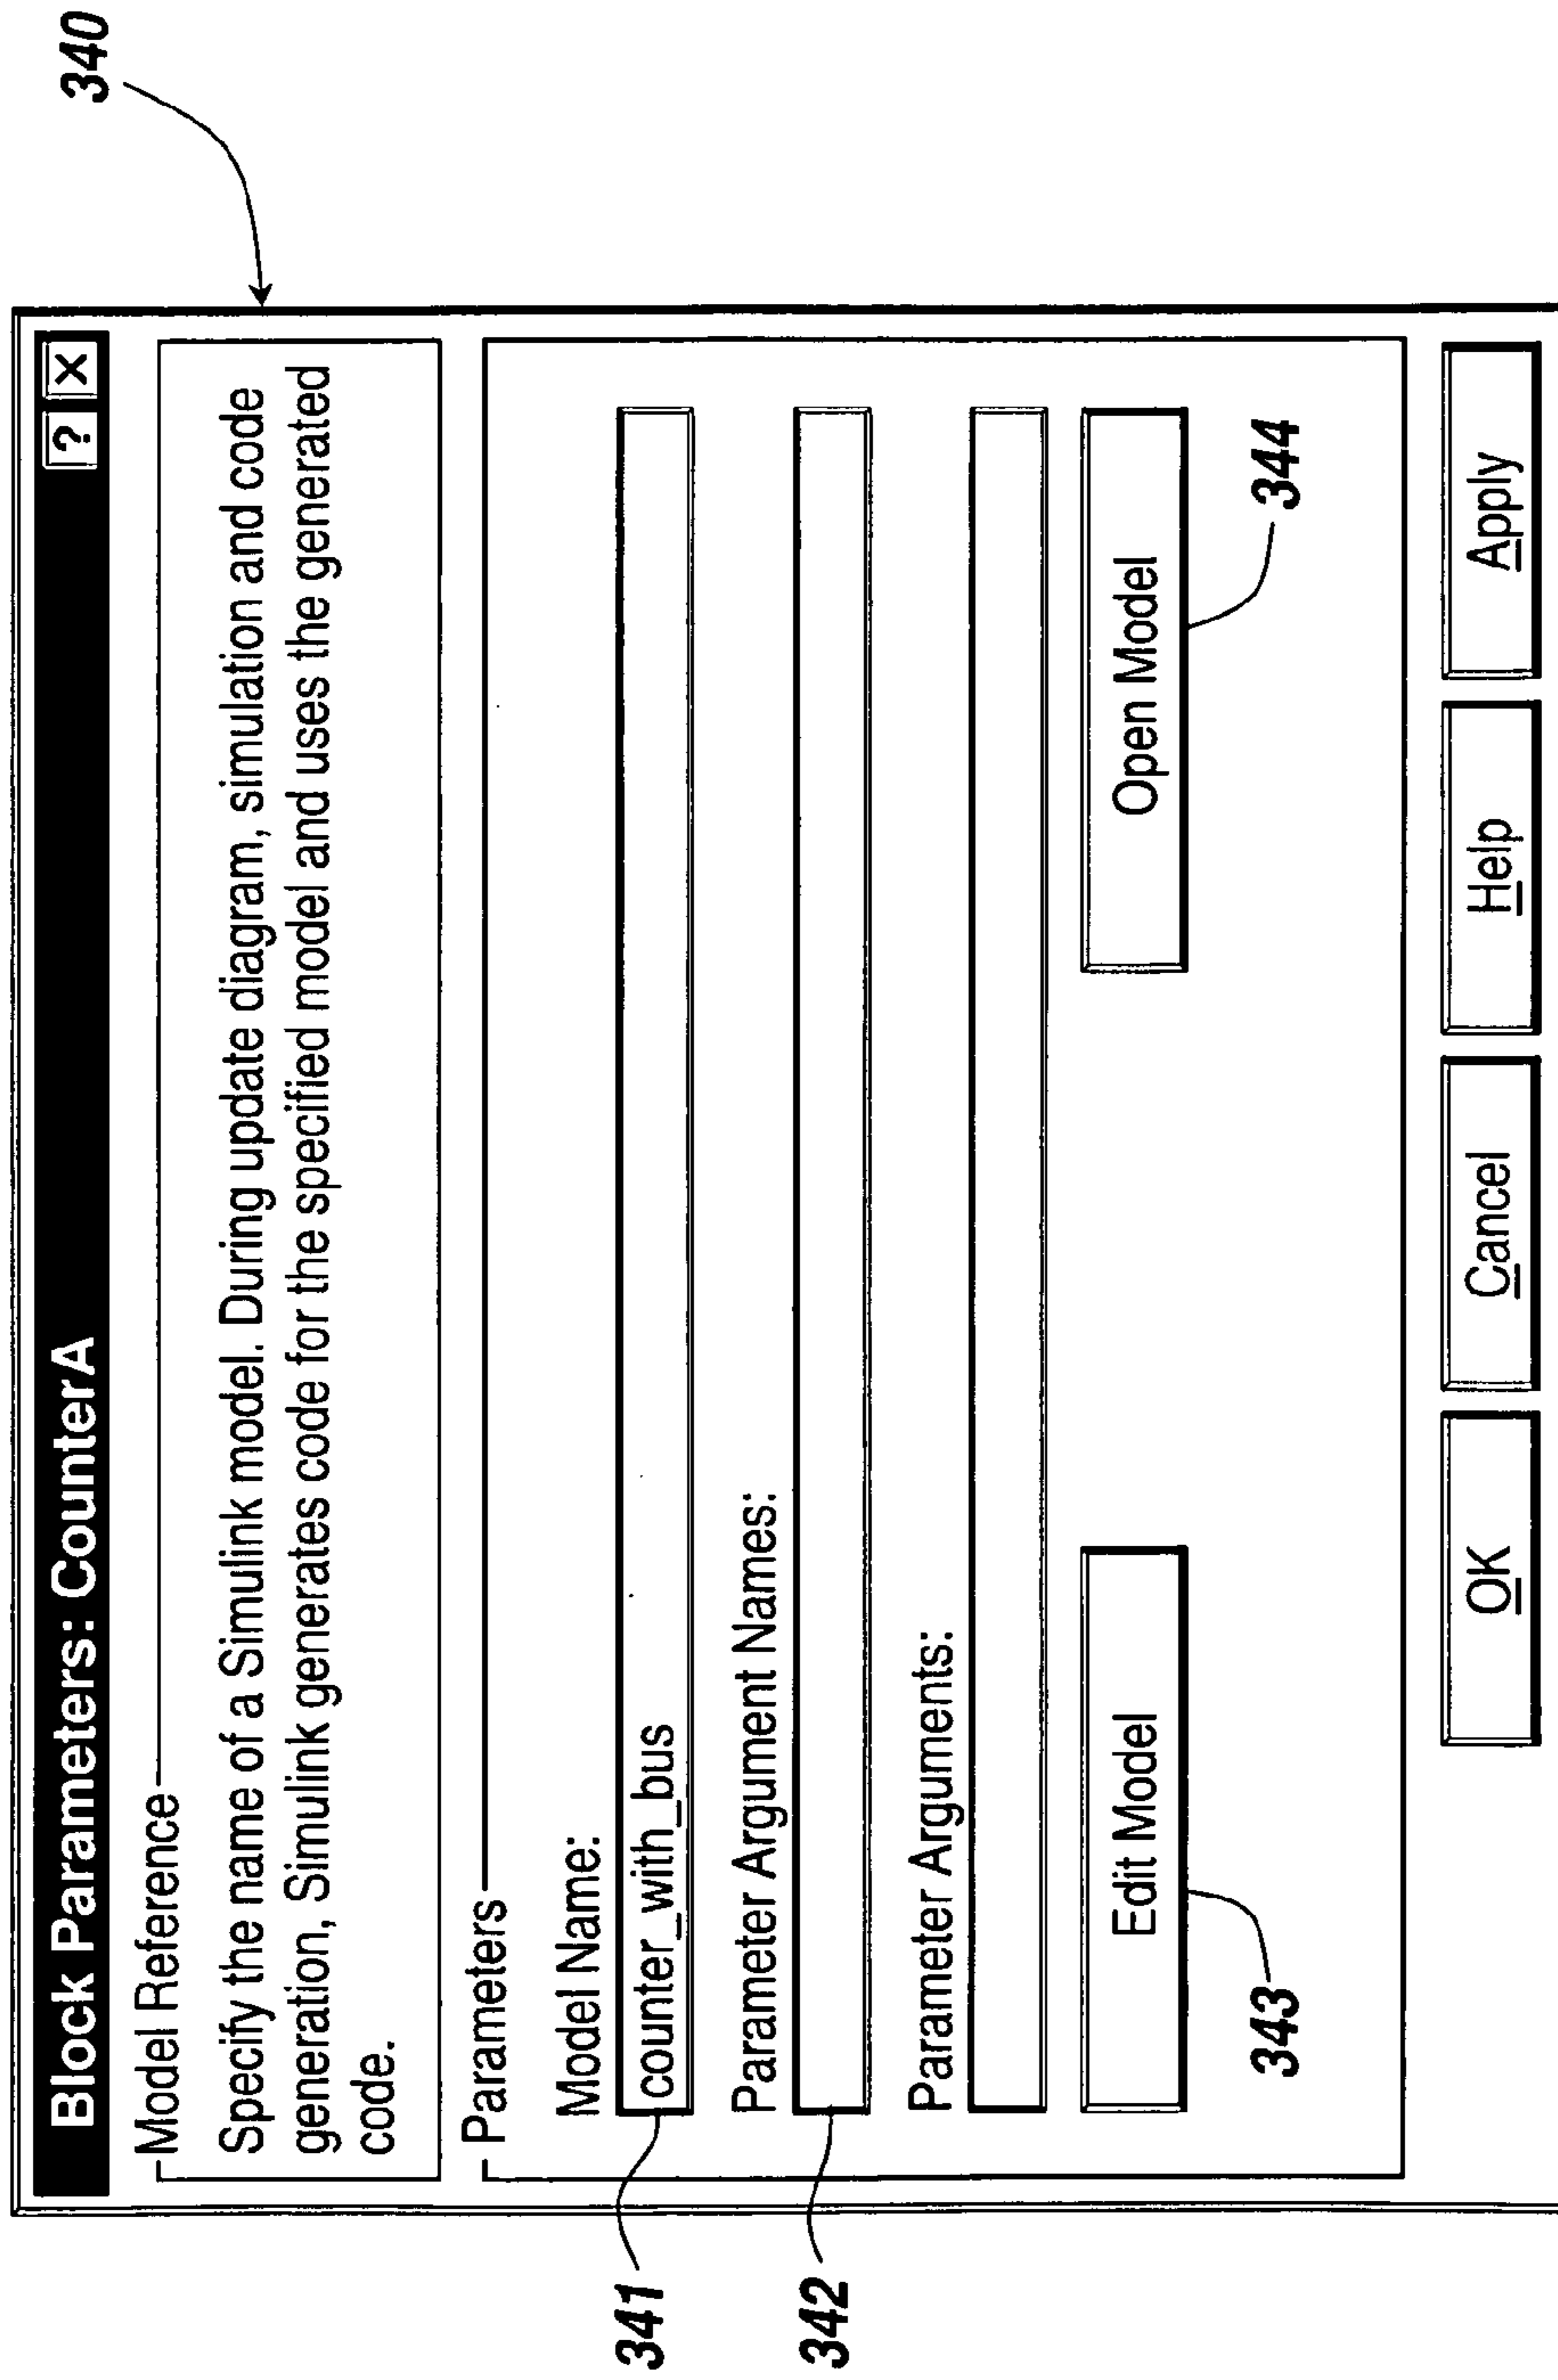 340
Block Parameters: CounterA ? X
Model Reference
Specify the name of a Simulink model. During update diagram, simulation and code
generation, Simulink generates code for the specified model and uses the generated
code.
Parameters
Model Name:
341 counter_with_bus
Parameter Argument Names:
342
Parameter Arguments:
Edit Model Open Model
343 344
OK Cancel Help Apply